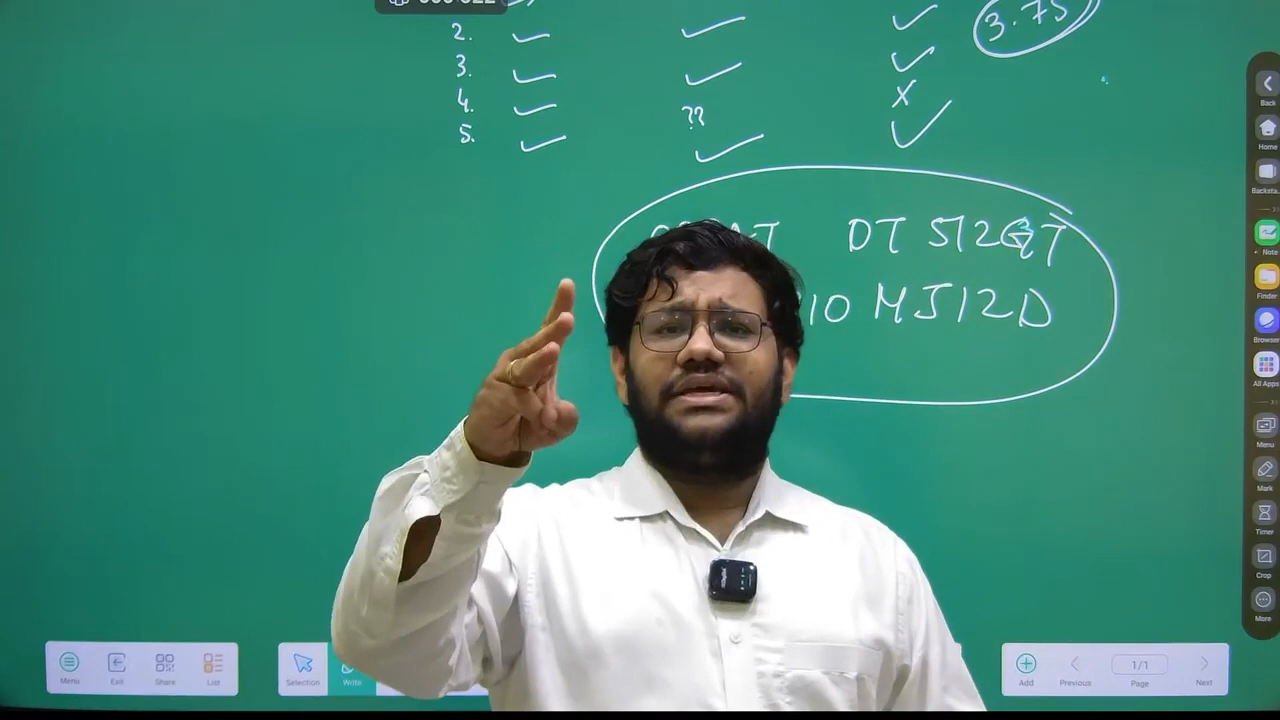 3.75
2.
3.
4. ?? x
5.
DT 512GT
10 MJ12D
Back
Home
Backsta..
Note
Finder
Browser
All Apps
Menu
Mark
Timer
Crop
More
Menu Exit Share List Selection Write Add Previous 1/1 Page Next